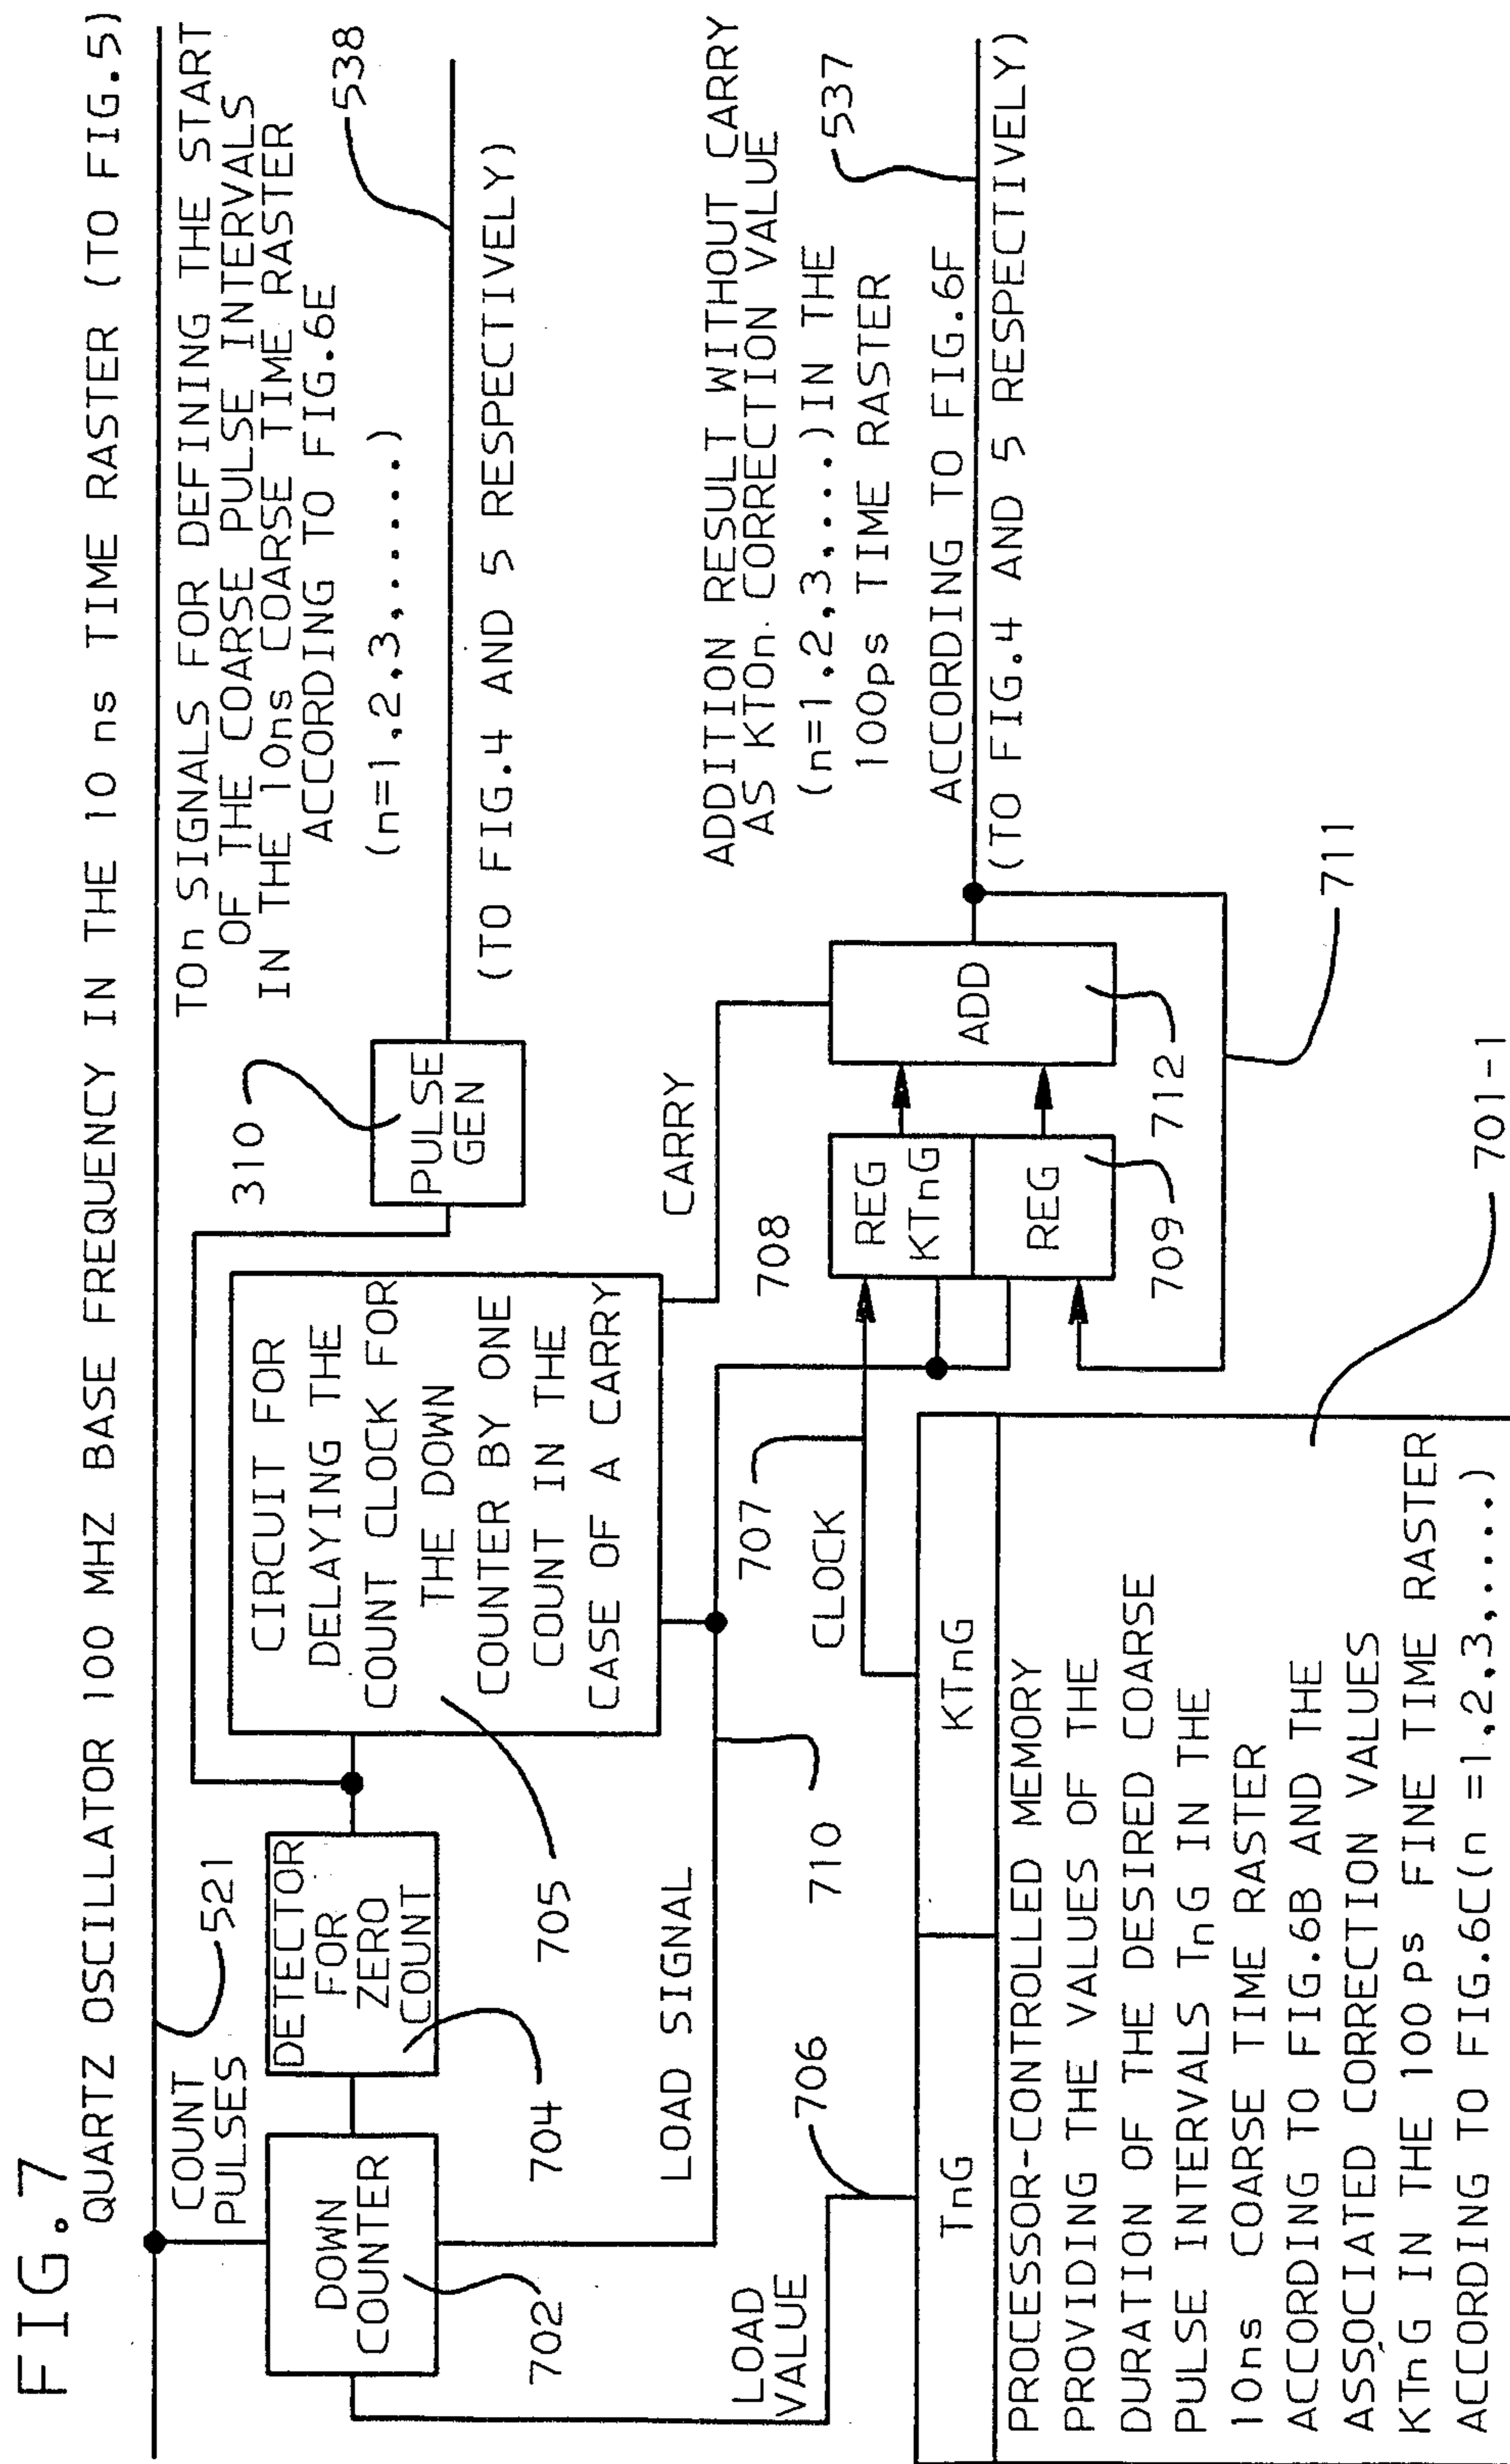 FIG.7
QUARTZ OSCILLATOR 100 MHZ BASE FREQUENCY IN THE 10 ns TIME RASTER (TO FIG.5)
COUNT
PULSES
521
TOn SIGNALS FOR DEFINING THE START
OF THE COARSE PULSE INTERVALS
IN THE 10ns COARSE TIME RASTER
ACCORDING TO FIG.6E
(n=1,2,3,......)
538
(TO FIG.4 AND 5 RESPECTIVELY)
310
PULSE
GEN
DOWN
COUNTER
702
DETECTOR
FOR
ZERO
COUNT
704
CIRCUIT FOR
DELAYING THE
COUNT CLOCK FOR
THE DOWN
COUNTER BY ONE
COUNT IN THE
CASE OF A CARRY
705
CARRY
LOAD SIGNAL
710
ADDITION RESULT WITHOUT CARRY
AS KTOn CORRECTION VALUE
(n=1,2,3,...)IN THE
100ps TIME RASTER
ACCORDING TO FIG.6F
537
(TO FIG.4 AND 5 RESPECTIVELY)
708
REG
KTnG
REG
709
ADD
712
711
707
CLOCK
LOAD
VALUE
706
TnG
KTnG
701-1
PROCESSOR-CONTROLLED MEMORY
PROVIDING THE VALUES OF THE
DURATION OF THE DESIRED COARSE
PULSE INTERVALS TnG IN THE
10ns COARSE TIME RASTER
ACCORDING TO FIG.6B AND THE
ASSOCIATED CORRECTION VALUES
KTnG IN THE 100 ps FINE TIME RASTER
ACCORDING TO FIG.6C(n =1,2,3,....)